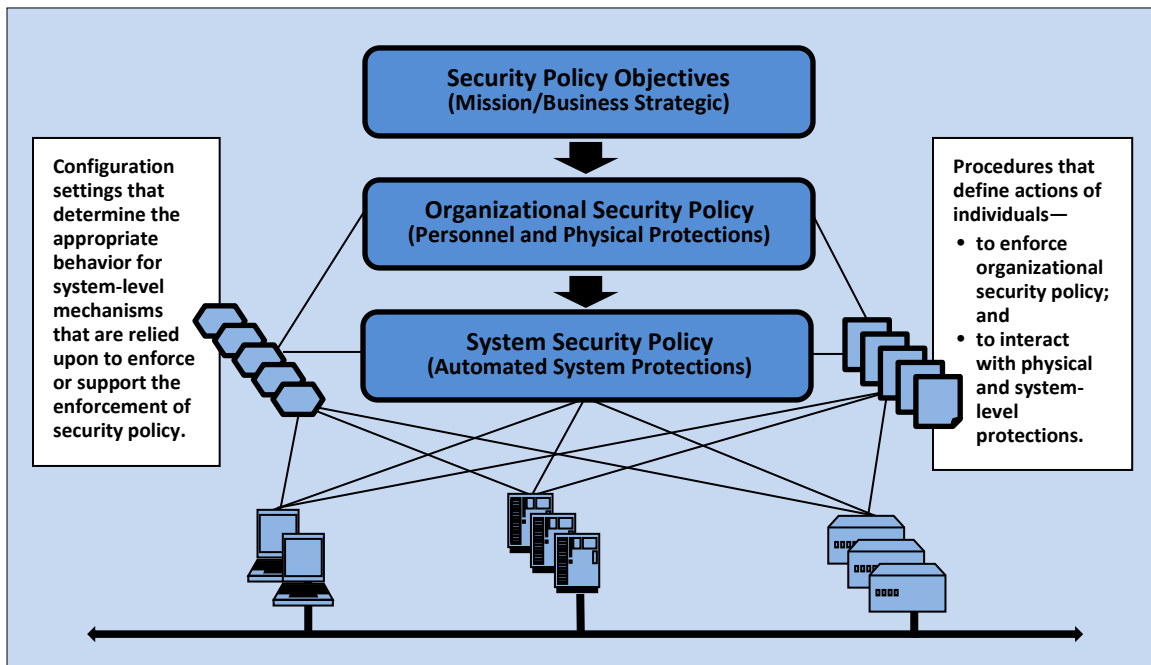 Security Policy Objectives
(Mission/Business Strategic)
Configuration
settings that
determine the
appropriate
behavior for
system-level
mechanisms
that are relied
upon to enforce
or support the
enforcement of
security policy.
Organizational Security Policy
(Personnel and Physical Protections)
System Security Policy
(Automated System Protections)
Procedures that
define actions of
individuals—
• to enforce
organizational
security policy;
and
• to interact
with physical
and system-
level
protections.